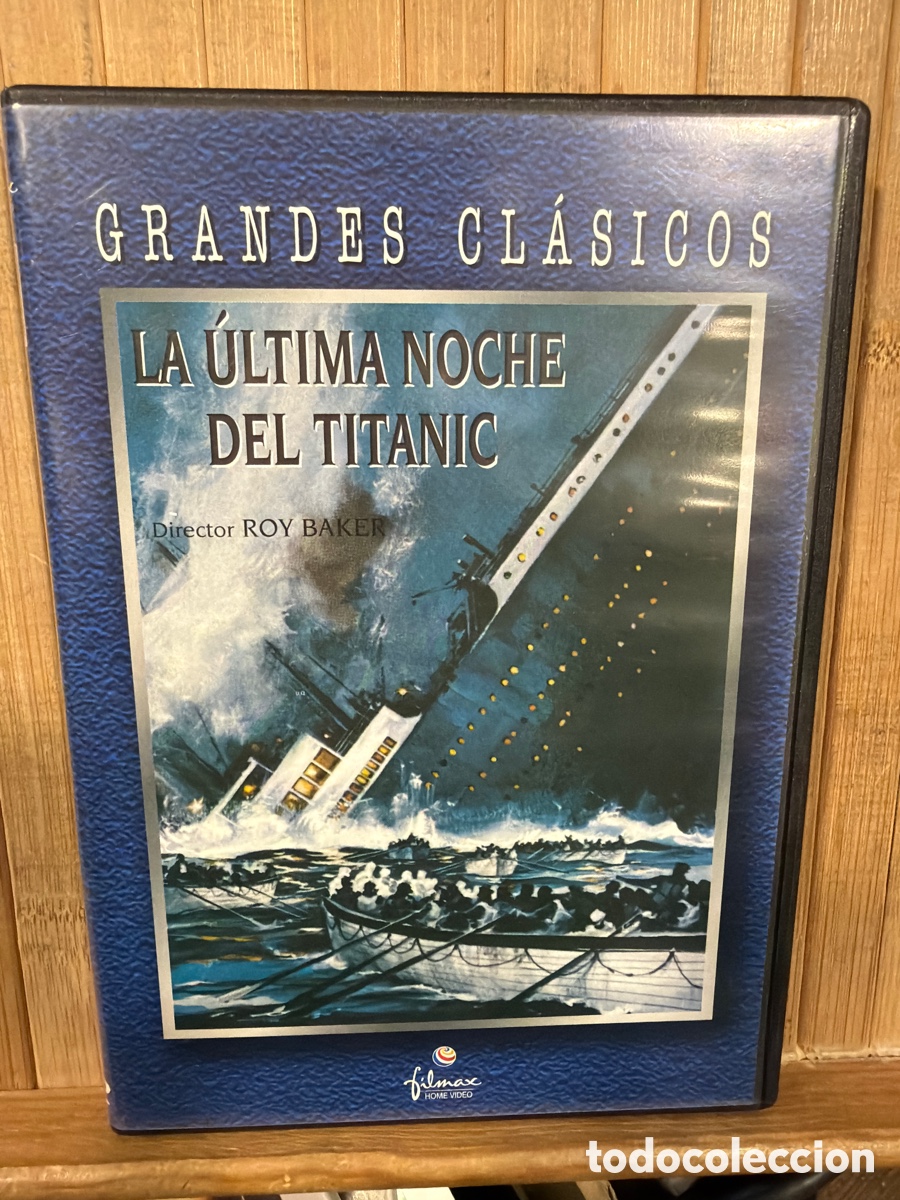 GRANDES CLÁSICOS
LA ÚLTIMA NOCHE
DEL TITANIC
Director ROY BAKER
filmax
HOME VIDEO
todocoleccion